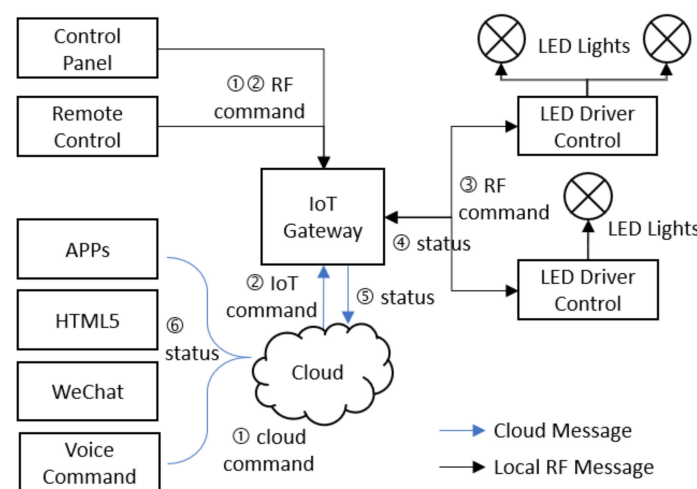 Control
Panel
Remote
Control
①② RF
command
LED Lights
LED Driver
Control
IoT
Gateway
③ RF
command
④ status
LED Lights
LED Driver
Control
APPs
HTML5
WeChat
Voice
Command
⑥
status
② IoT
command
⑤ status
Cloud
① cloud
command
Cloud Message
Local RF Message